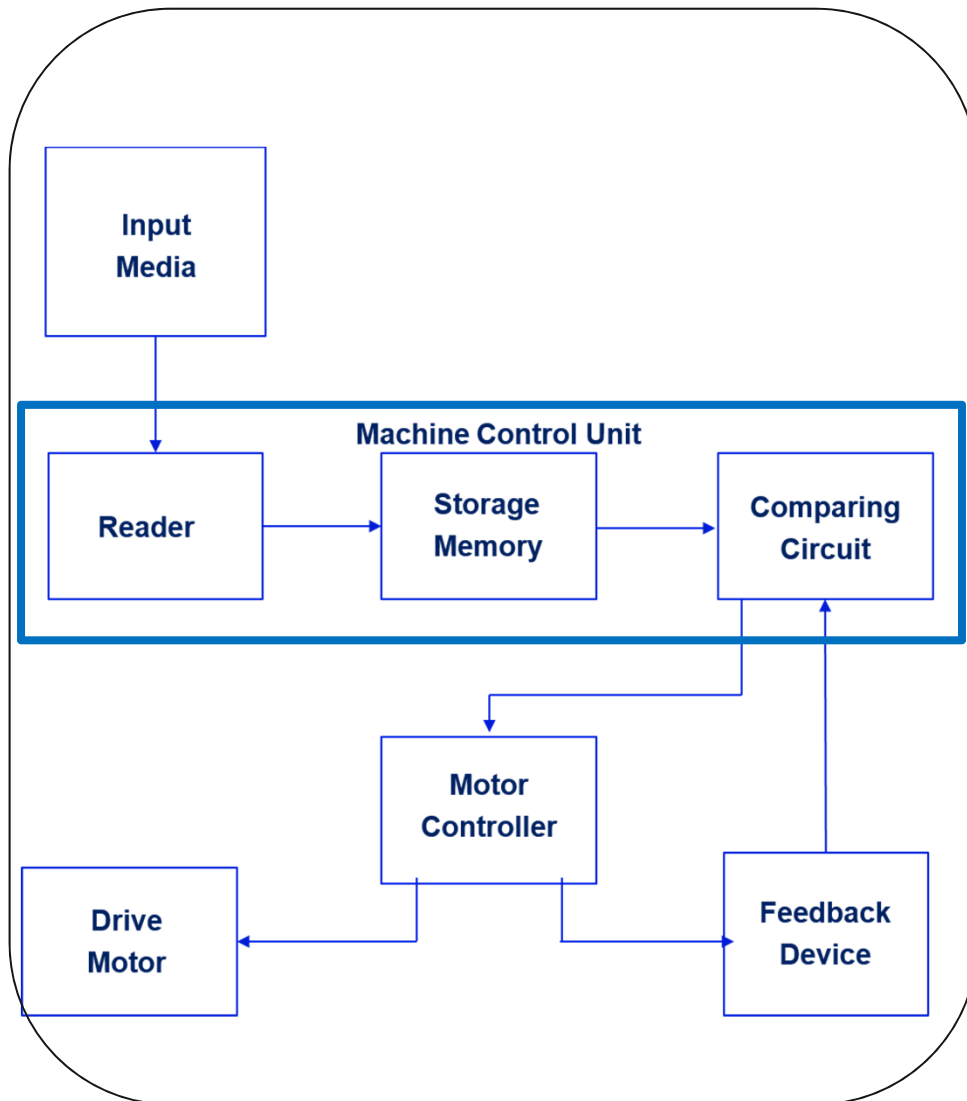 Input
Media
Machine Control Unit
Reader
Storage
Memory
Comparing
Circuit
Motor
Controller
Drive
Motor
Feedback
Device